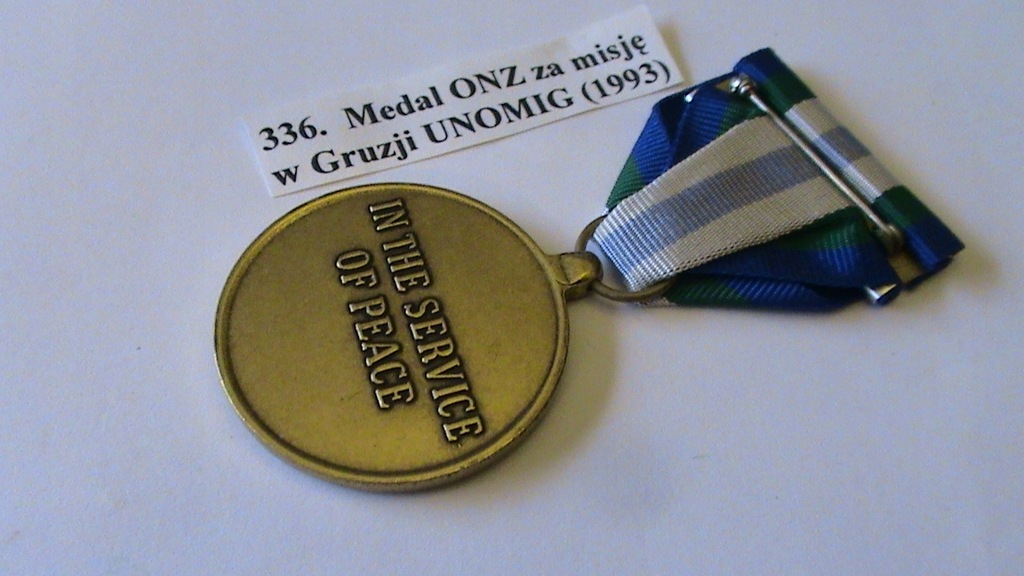 336. Medal ONZ za misję
w Gruzji UNOMIG (1993)
IN THE SERVICE
OF PEACE